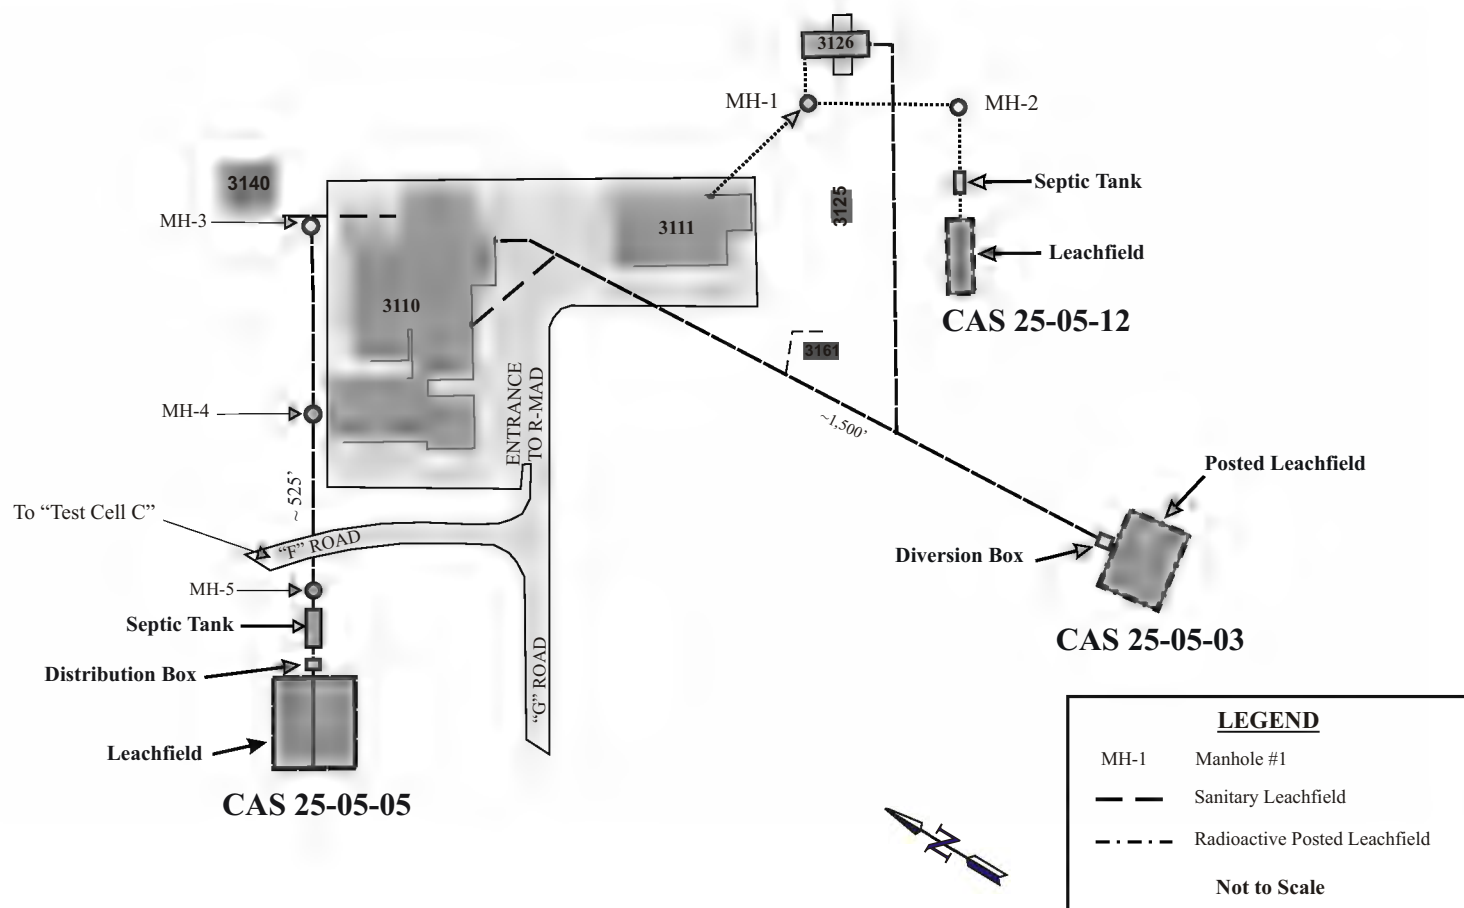 3126
MH-1
MH-2
3140
3125
Septic Tank
MH-3
3111
Leachfield
3110
CAS 25-05-12
3161
ENTRANCE
TO R-MAD
MH-4
~1,500’
Posted Leachfield
~ 525’
To “Test Cell C”
“F” ROAD
Diversion Box
MH-5
Septic Tank
CAS 25-05-03
Distribution Box
“G” ROAD
Leachfield
CAS 25-05-05
N
LEGEND
MH-1 Manhole #1
Sanitary Leachfield
Radioactive Posted Leachfield
Not to Scale